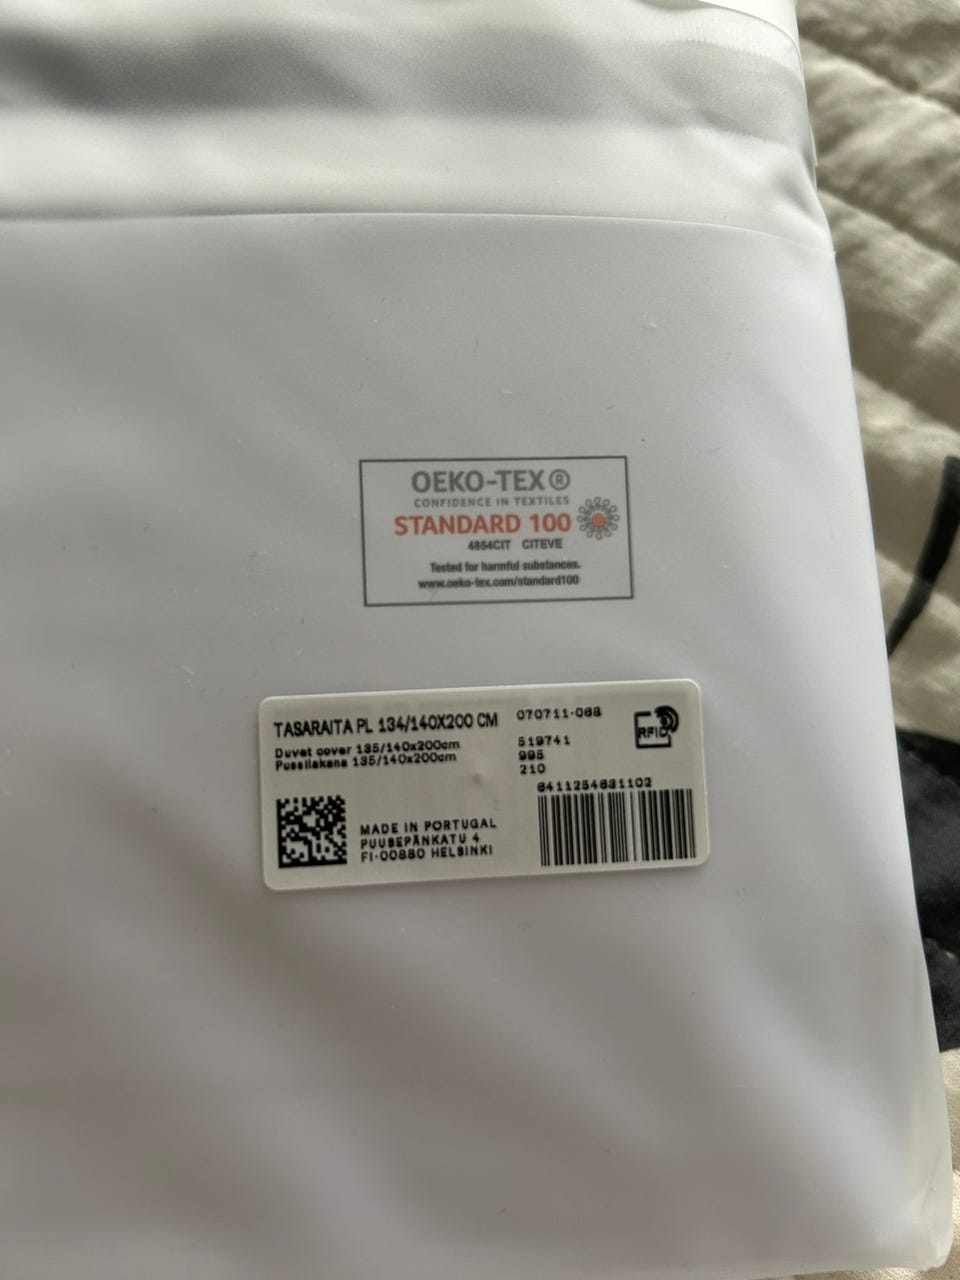 OEKO-TEX®
CONFIDENCE IN TEXTILES
STANDARD 100
4854CIT CITEVE
Tested for harmful substances.
www.oeko-tex.com/standard100
TASARAITA PL 134/140X200 CM
Duvet cover 135/140x200cm
Pussilakana 135/140x200cm
MADE IN PORTUGAL
PUUSEPÄNKATU 4
FI-00880 HELSINKI
070711-068
519741
995
210
RFID
6411254631102